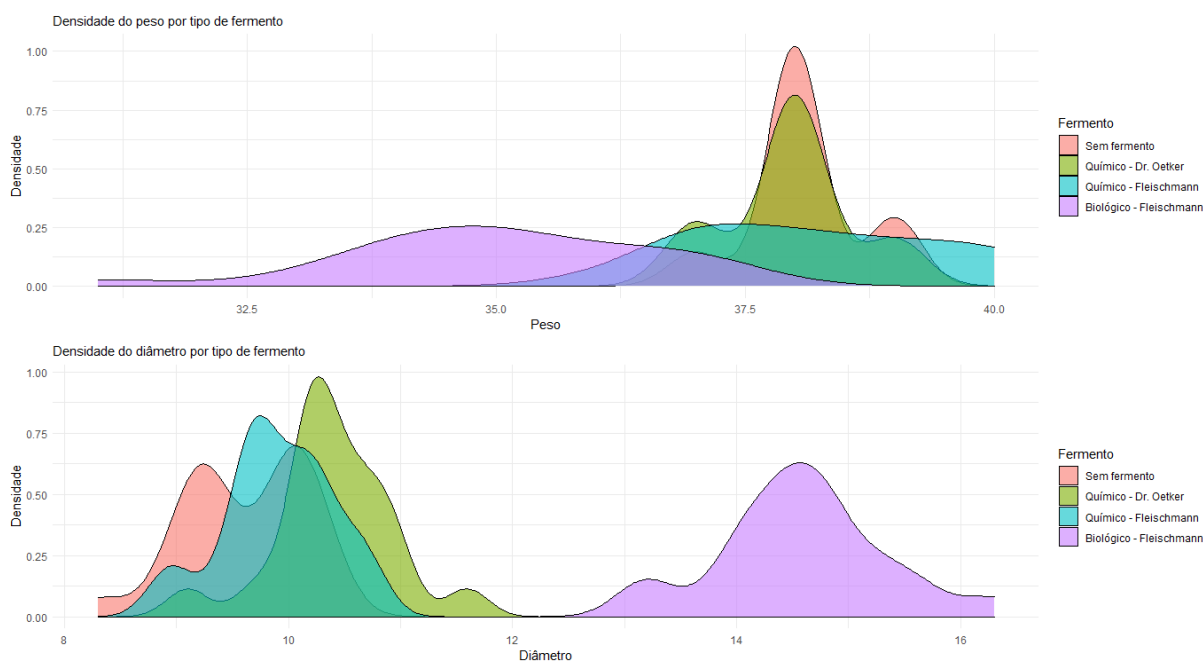 Densidade do peso por tipo de fermento
1.00
0.75
0.50
0.25
0.00
Densidade
32.5 35.0 37.5 40.0
Peso
Fermento
Sem fermento
Químico - Dr. Oetker
Químico - Fleischmann
Biológico - Fleischmann
Densidade do diâmetro por tipo de fermento
1.00
0.75
0.50
0.25
0.00
Densidade
8 10 12 14 16
Diâmetro
Fermento
Sem fermento
Químico - Dr. Oetker
Químico - Fleischmann
Biológico - Fleischmann